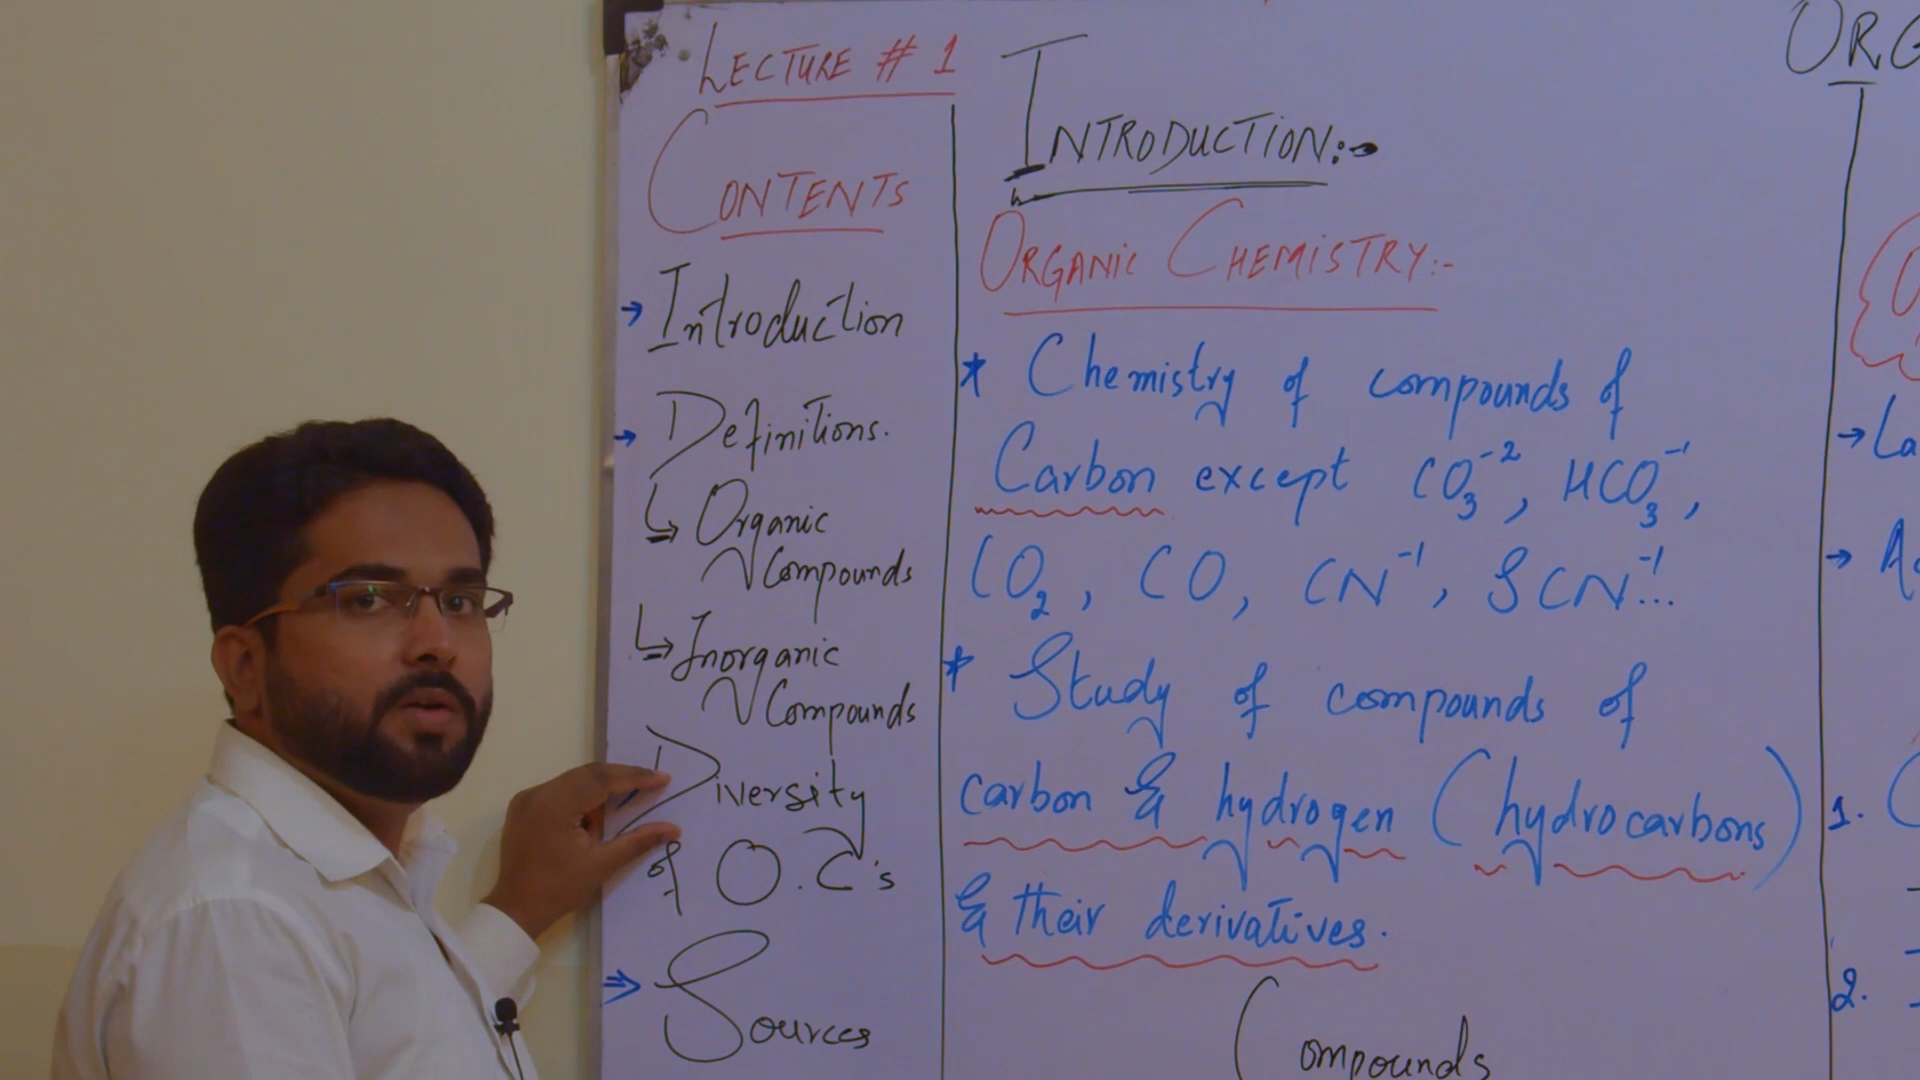 LECTURE # 1
CONTENTS
→ Introduction
→ Definitions.
↳ Organic
Compounds
↳ Inorganic
Compounds
Diversity
of O.C's
⇒ Sources
INTRODUCTION:-
ORGANIC CHEMISTRY:-
* Chemistry of compounds of
Carbon except CO₃⁻², HCO₃⁻¹,
CO₂, CO, CN⁻¹, SCN⁻¹...
* Study of compounds of
carbon & hydrogen (hydrocarbons)
& their derivatives.
Compounds
ORG
→ La
→
1.
2.